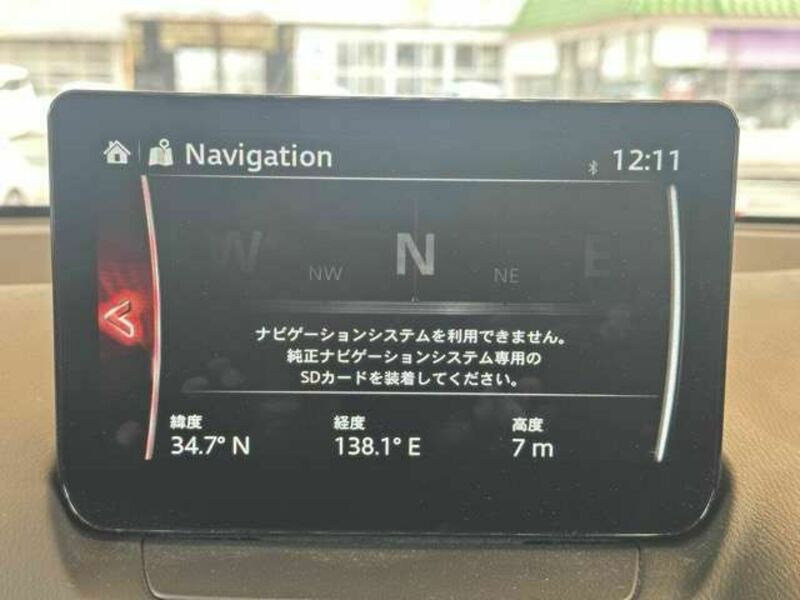 Navigation
12:11
W NW N NE E
ナビゲーションシステムを利用できません。
純正ナビゲーションシステム専用の
SDカードを装着してください。
緯度 経度 高度
34.7° N 138.1° E 7 m